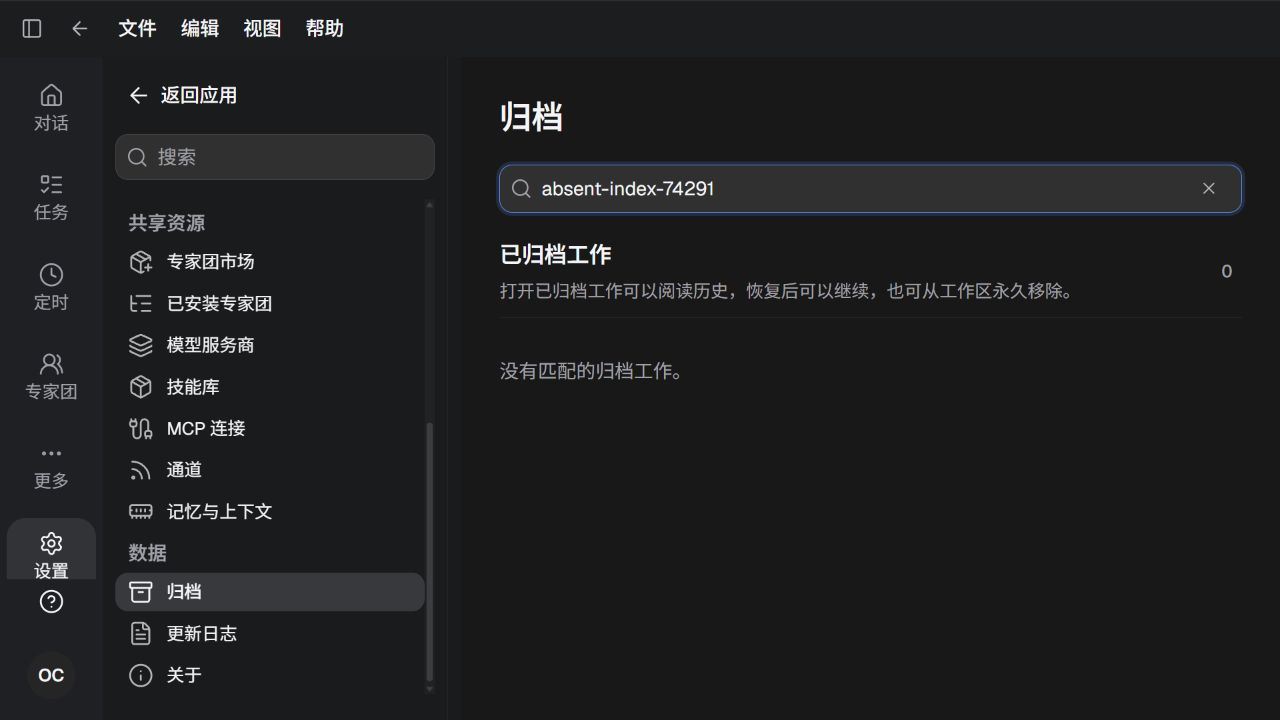 文件 编辑 视图 帮助
对话
任务
定时
专家团
更多
设置
OC
返回应用
搜索
共享资源
专家团市场
已安装专家团
模型服务商
技能库
MCP 连接
通道
记忆与上下文
数据
归档
更新日志
关于
归档
absent-index-74291
已归档工作
0
打开已归档工作可以阅读历史，恢复后可以继续，也可从工作区永久移除。
没有匹配的归档工作。